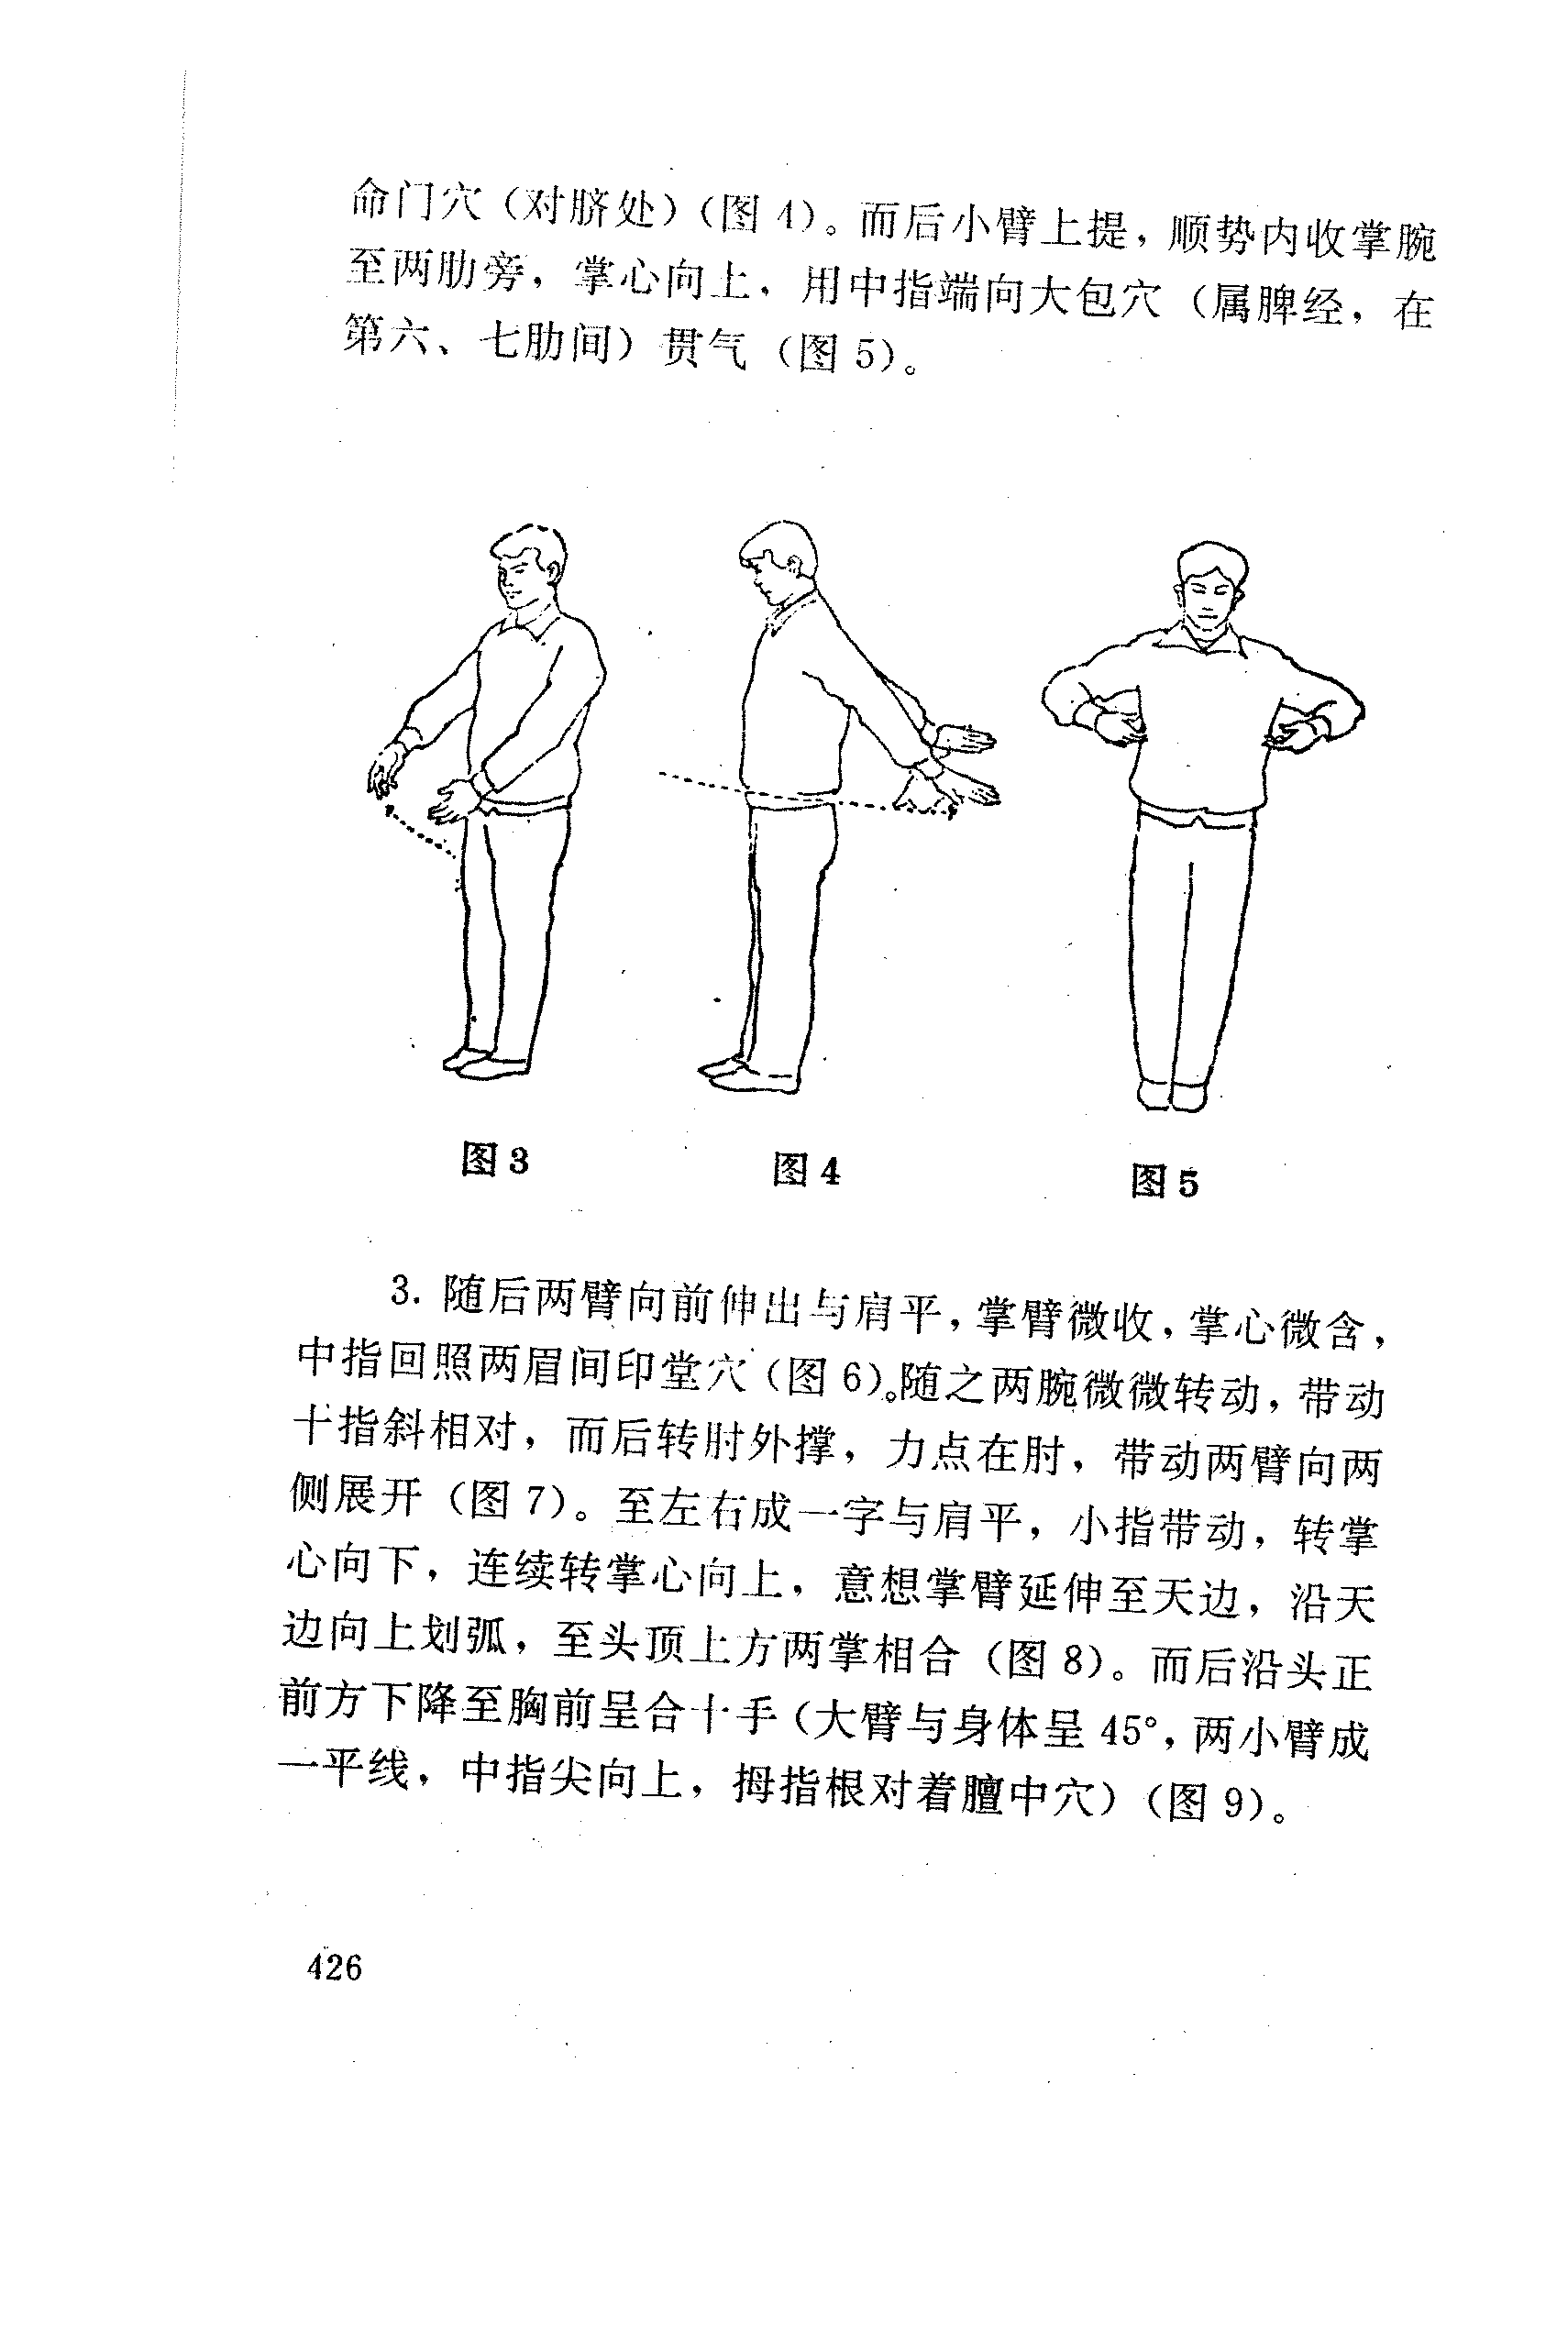 命门穴（对脐处）（图 4）。而后小臂上提，顺势内收掌腕
至两肋旁，掌心向上，用中指端向大包穴（属脾经，在
第六、七肋间）贯气（图 5）。
图 3
图 4
图 5
3. 随后两臂向前伸出与肩平，掌臂微收，掌心微含，
中指回照两眉间印堂穴（图 6）。随之两腕微微转动，带动
十指斜相对，而后转肘外撑，力点在肘，带动两臂向两
侧展开（图 7）。至左右成一字与肩平，小指带动，转掌
心向下，连续转掌心向上，意想掌臂延伸至天边，沿天
边向上划弧，至头顶上方两掌相合（图 8）。而后沿头正
前方下降至胸前呈合十手（大臂与身体呈 45°，两小臂成
一平线，中指尖向上，拇指根对着膻中穴）（图 9）。
426